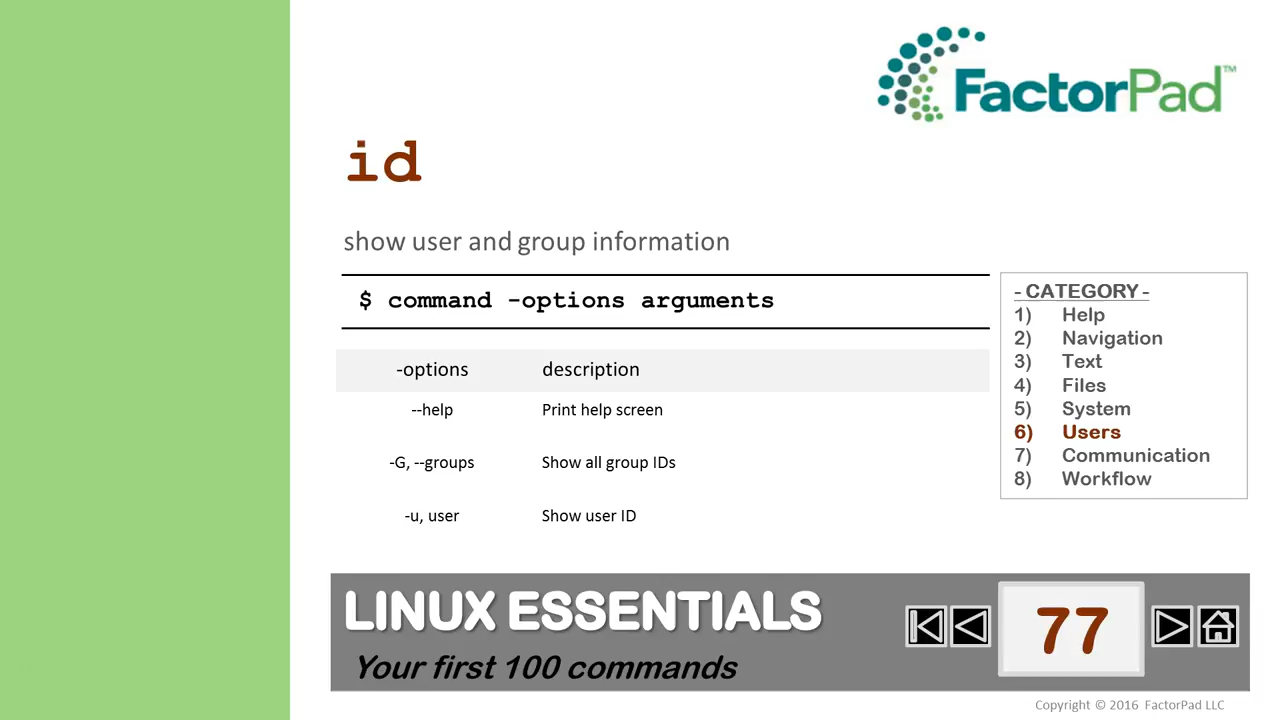 FactorPad™
id
show user and group information
$ command -options arguments
-options description
--help Print help screen
-G, --groups Show all group IDs
-u, user Show user ID
- CATEGORY -
1) Help
2) Navigation
3) Text
4) Files
5) System
6) Users
7) Communication
8) Workflow
LINUX ESSENTIALS
Your first 100 commands
77
Copyright © 2016 FactorPad LLC